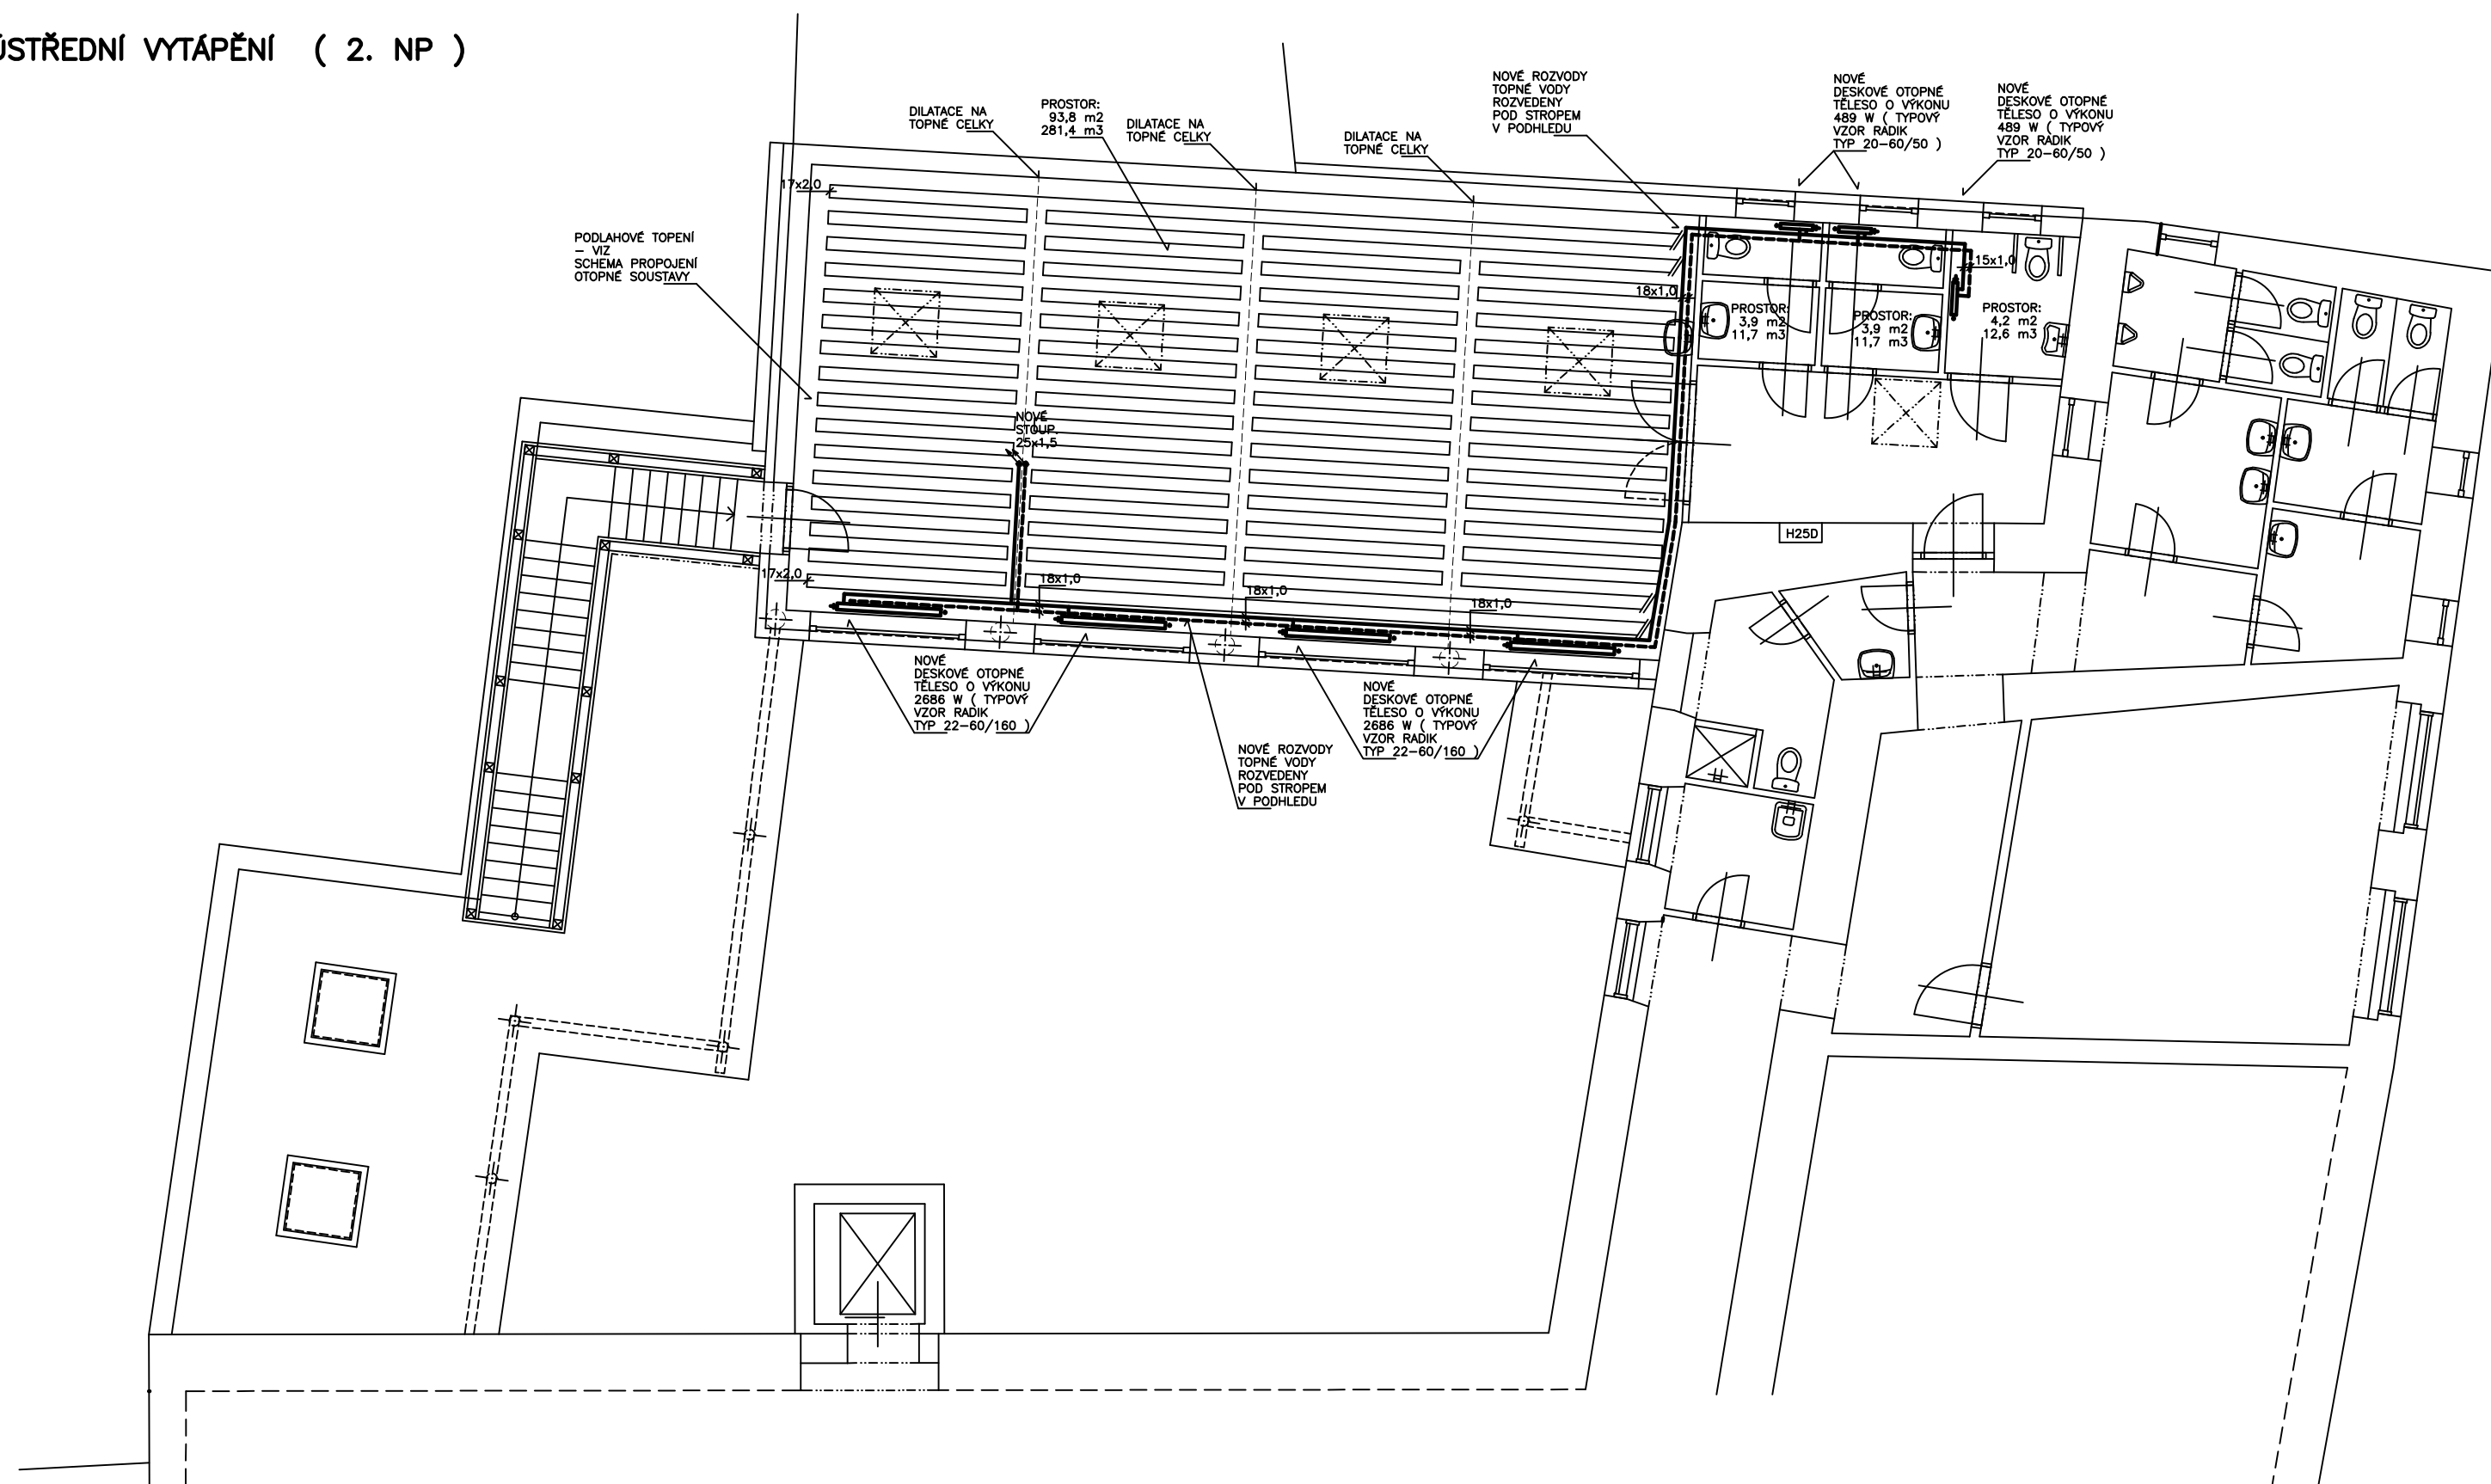 ÚSTŘEDNÍ VYTÁPĚNÍ ( 2. NP )
DILATACE NA
TOPNÉ CELKY
PROSTOR:
93,8 m2
281,4 m3
DILATACE NA
TOPNÉ CELKY
DILATACE NA
TOPNÉ CELKY
NOVÉ ROZVODY
TOPNÉ VODY
ROZVEDENY
POD STROPEM
V PODHLEDU
NOVÉ
DESKOVÉ OTOPNÉ
TĚLESO O VÝKONU
489 W ( TYPOVÝ
VZOR RADIK
TYP 20-60/50 )
NOVÉ
DESKOVÉ OTOPNÉ
TĚLESO O VÝKONU
489 W ( TYPOVÝ
VZOR RADIK
TYP 20-60/50 )
17x2,0
PODLAHOVÉ TOPENÍ
- VIZ
SCHEMA PROPOJENÍ
OTOPNÉ SOUSTAVY
15x1,0
18x1,0
PROSTOR:
3,9 m2
11,7 m3
PROSTOR:
3,9 m2
11,7 m3
PROSTOR:
4,2 m2
12,6 m3
NOVÉ
STOUP.
25x1,5
H25D
17x2,0
18x1,0
18x1,0
18x1,0
NOVÉ
DESKOVÉ OTOPNÉ
TĚLESO O VÝKONU
2686 W ( TYPOVÝ
VZOR RADIK
TYP 22-60/160 )
NOVÉ
DESKOVÉ OTOPNÉ
TĚLESO O VÝKONU
2686 W ( TYPOVÝ
VZOR RADIK
TYP 22-60/160 )
NOVÉ ROZVODY
TOPNÉ VODY
ROZVEDENY
POD STROPEM
V PODHLEDU